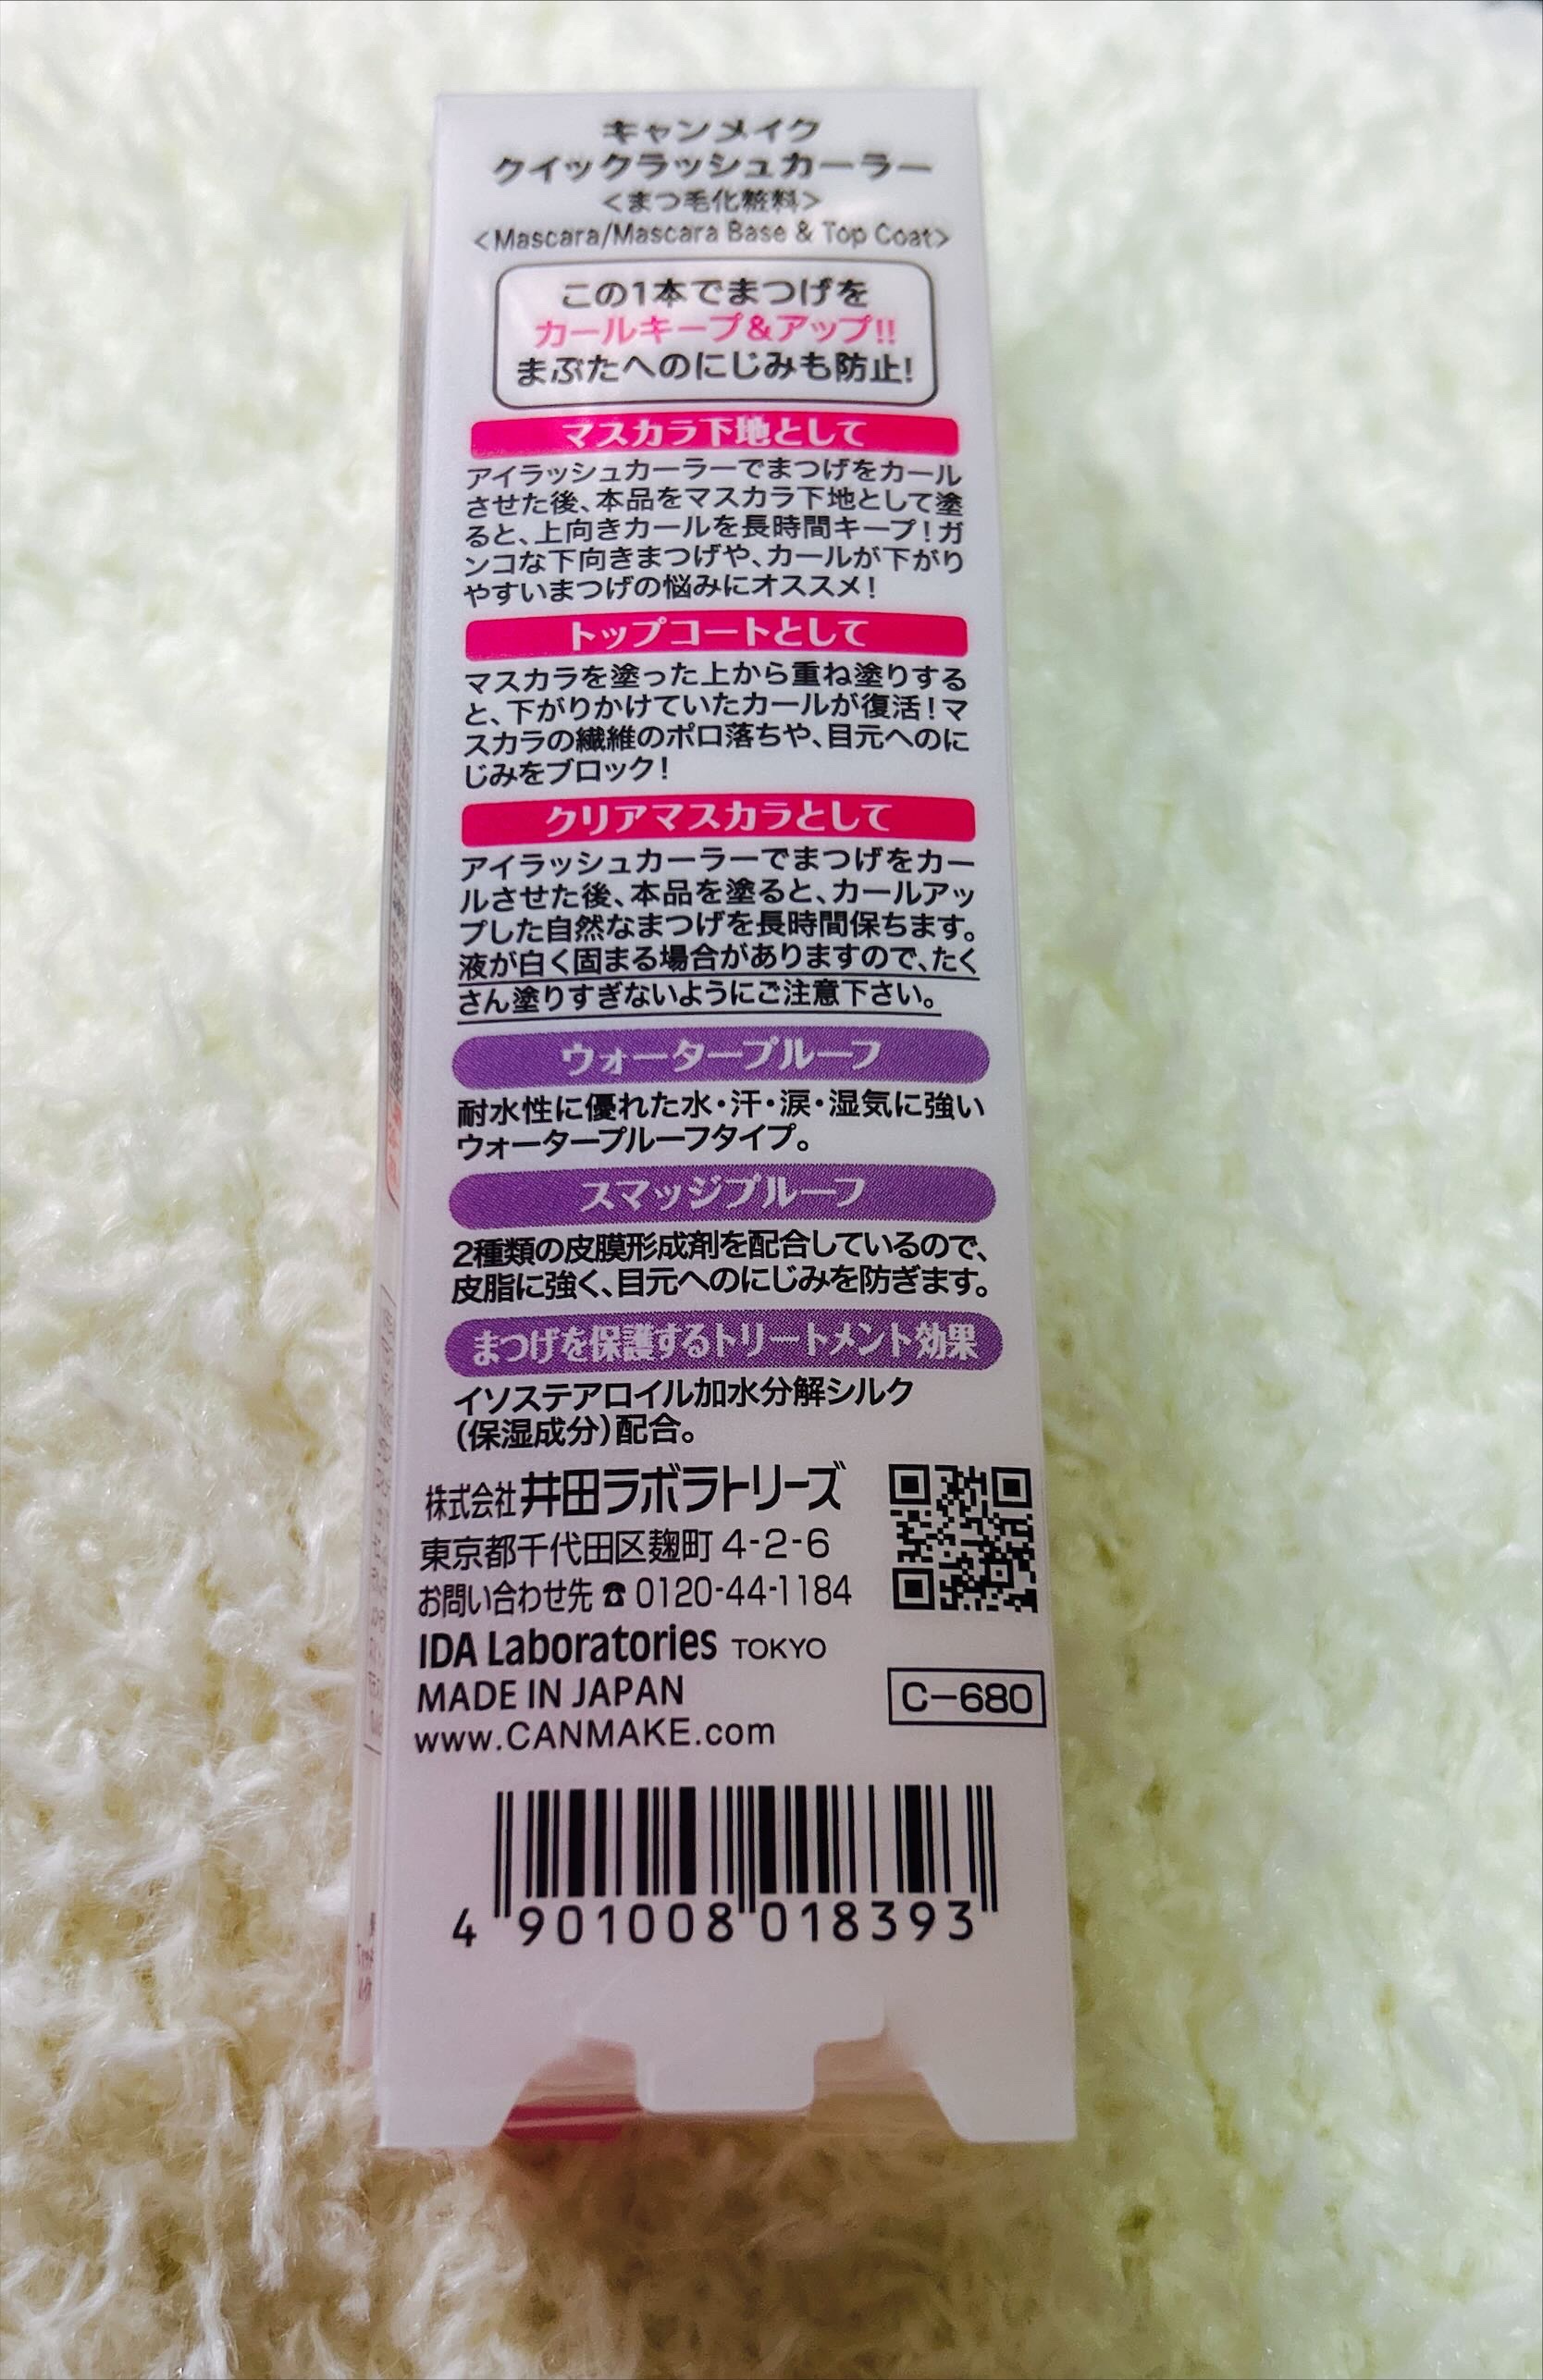 キャンメイク
クイックラッシュカーラー
<まつ毛化粧料>
<Mascara/Mascara Base & Top Coat>
この1本でまつげを
カールキープ&アップ!!
まぶたへのにじみも防止!
マスカラ下地として
アイラッシュカーラーでまつげをカール
させた後、本品をマスカラ下地として塗
ると、上向きカールを長時間キープ!ガ
ンコな下向きまつげや、カールが下がり
やすいまつげの悩みにオススメ!
トップコートとして
マスカラを塗った上から重ね塗りする
と、下がりかけていたカールが復活!マ
スカラの繊維のポロ落ちや、目元へのに
じみをブロック!
クリアマスカラとして
アイラッシュカーラーでまつげをカー
ルさせた後、本品を塗ると、カールアッ
プした自然なまつげを長時間保ちます。
液が白く固まる場合がありますので、たく
さん塗りすぎないようにご注意下さい。
ウォータープルーフ
耐水性に優れた水・汗・涙・湿気に強い
ウォータープルーフタイプ。
スマッジプルーフ
2種類の皮膜形成剤を配合しているので、
皮脂に強く、目元へのにじみを防ぎます。
まつげを保護するトリートメント効果
イソステアロイル加水分解シルク
(保湿成分)配合。
株式会社井田ラボラトリーズ
東京都千代田区麹町 4-2-6
お問い合わせ先 ☎ 0120-44-1184
IDA Laboratories TOKYO
MADE IN JAPAN
C-680
www.CANMAKE.com
4 901008 018393